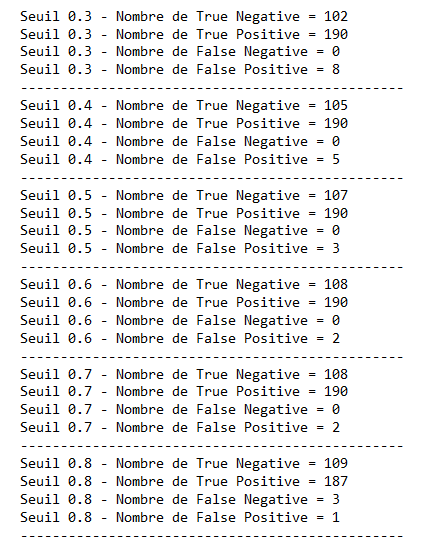 Seuil 0.3 - Nombre de True Negative = 102
Seuil 0.3 - Nombre de True Positive = 190
Seuil 0.3 - Nombre de False Negative = 0
Seuil 0.3 - Nombre de False Positive = 8
------------------------------------------------
Seuil 0.4 - Nombre de True Negative = 105
Seuil 0.4 - Nombre de True Positive = 190
Seuil 0.4 - Nombre de False Negative = 0
Seuil 0.4 - Nombre de False Positive = 5
------------------------------------------------
Seuil 0.5 - Nombre de True Negative = 107
Seuil 0.5 - Nombre de True Positive = 190
Seuil 0.5 - Nombre de False Negative = 0
Seuil 0.5 - Nombre de False Positive = 3
------------------------------------------------
Seuil 0.6 - Nombre de True Negative = 108
Seuil 0.6 - Nombre de True Positive = 190
Seuil 0.6 - Nombre de False Negative = 0
Seuil 0.6 - Nombre de False Positive = 2
------------------------------------------------
Seuil 0.7 - Nombre de True Negative = 108
Seuil 0.7 - Nombre de True Positive = 190
Seuil 0.7 - Nombre de False Negative = 0
Seuil 0.7 - Nombre de False Positive = 2
------------------------------------------------
Seuil 0.8 - Nombre de True Negative = 109
Seuil 0.8 - Nombre de True Positive = 187
Seuil 0.8 - Nombre de False Negative = 3
Seuil 0.8 - Nombre de False Positive = 1
------------------------------------------------